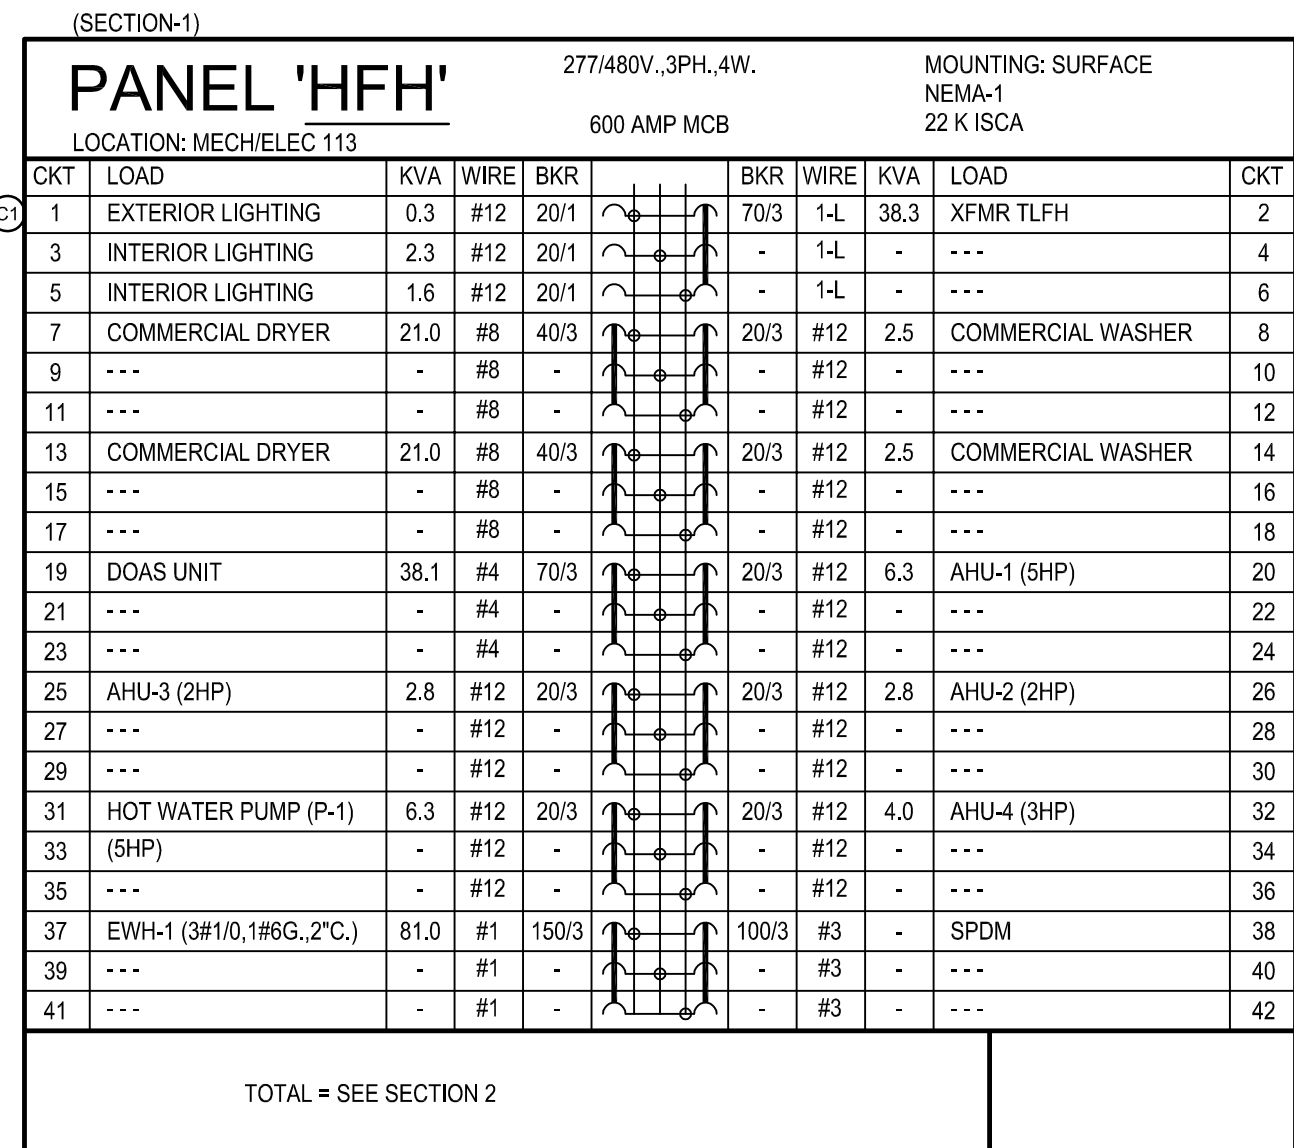 (SECTION-1)
PANEL 'HFH'
277/480V.,3PH.,4W.
MOUNTING: SURFACE
NEMA-1
600 AMP MCB
22 K ISCA
LOCATION: MECH/ELEC 113
CKT LOAD KVA WIRE BKR BKR WIRE KVA LOAD CKT
C1 1 EXTERIOR LIGHTING 0.3 #12 20/1 70/3 1-L 38.3 XFMR TLFH 2
3 INTERIOR LIGHTING 2.3 #12 20/1 - 1-L - --- 4
5 INTERIOR LIGHTING 1.6 #12 20/1 - 1-L - --- 6
7 COMMERCIAL DRYER 21.0 #8 40/3 20/3 #12 2.5 COMMERCIAL WASHER 8
9 --- - #8 - - #12 - --- 10
11 --- - #8 - - #12 - --- 12
13 COMMERCIAL DRYER 21.0 #8 40/3 20/3 #12 2.5 COMMERCIAL WASHER 14
15 --- - #8 - - #12 - --- 16
17 --- - #8 - - #12 - --- 18
19 DOAS UNIT 38.1 #4 70/3 20/3 #12 6.3 AHU-1 (5HP) 20
21 --- - #4 - - #12 - --- 22
23 --- - #4 - - #12 - --- 24
25 AHU-3 (2HP) 2.8 #12 20/3 20/3 #12 2.8 AHU-2 (2HP) 26
27 --- - #12 - - #12 - --- 28
29 --- - #12 - - #12 - --- 30
31 HOT WATER PUMP (P-1) 6.3 #12 20/3 20/3 #12 4.0 AHU-4 (3HP) 32
33 (5HP) - #12 - - #12 - --- 34
35 --- - #12 - - #12 - --- 36
37 EWH-1 (3#1/0,1#6G.,2"C.) 81.0 #1 150/3 100/3 #3 - SPDM 38
39 --- - #1 - - #3 - --- 40
41 --- - #1 - - #3 - --- 42
TOTAL = SEE SECTION 2